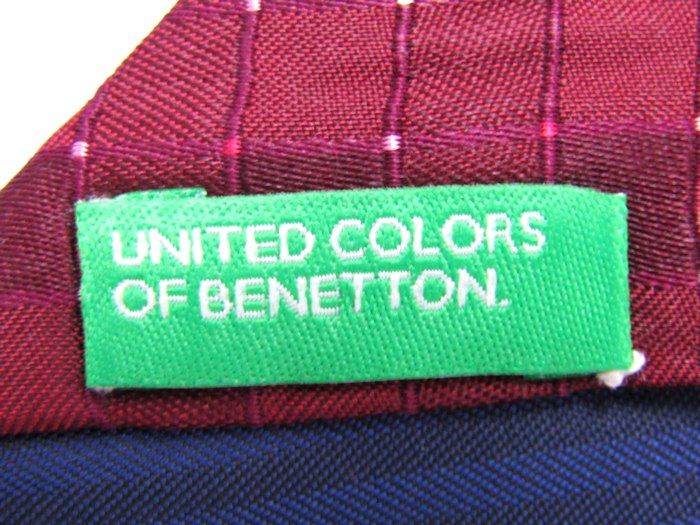 UNITED COLORS
OF BENETTON.